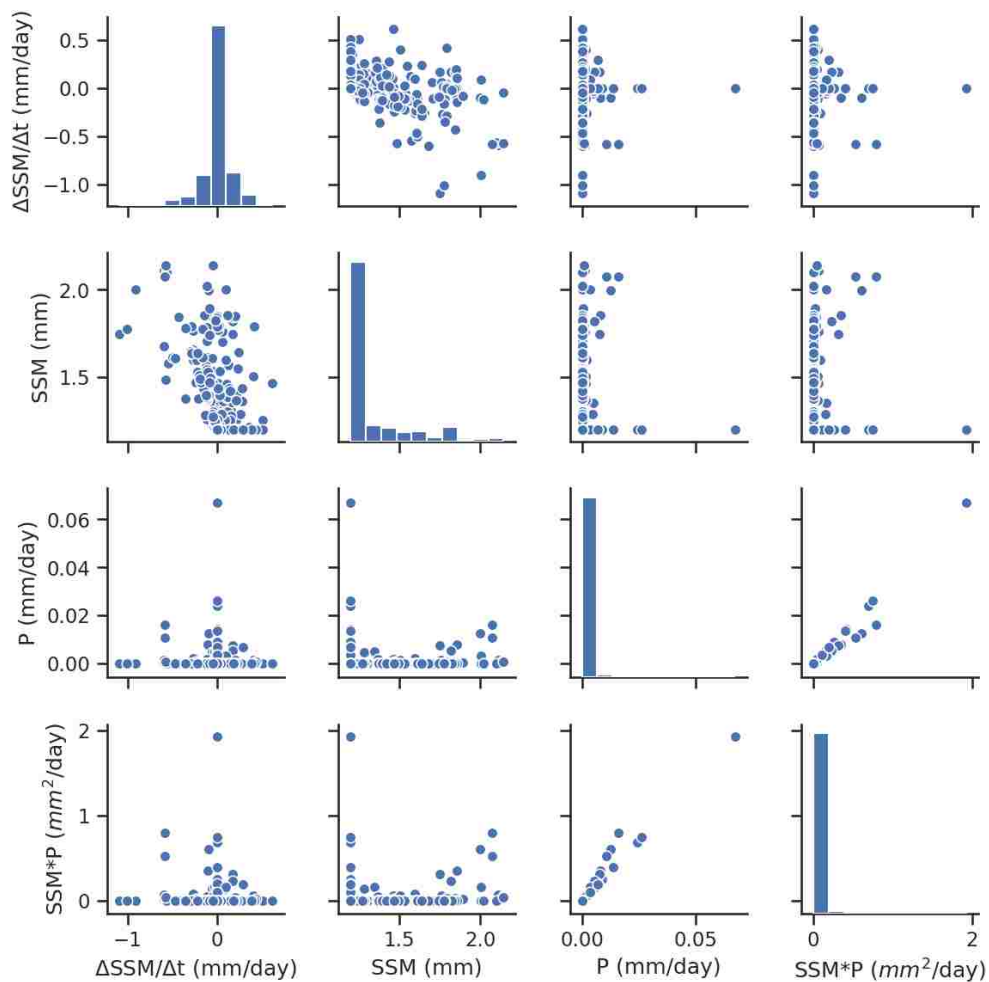 ΔSSM/Δt (mm/day)
0.5
0.0
−0.5
−1.0
SSM (mm)
2.0
1.5
P (mm/day)
0.06
0.04
0.02
0.00
SSM*P (mm²/day)
2
1
0
−1 0
1.5 2.0
0.00 0.05
0 2
ΔSSM/Δt (mm/day)
SSM (mm)
P (mm/day)
SSM*P (mm²/day)